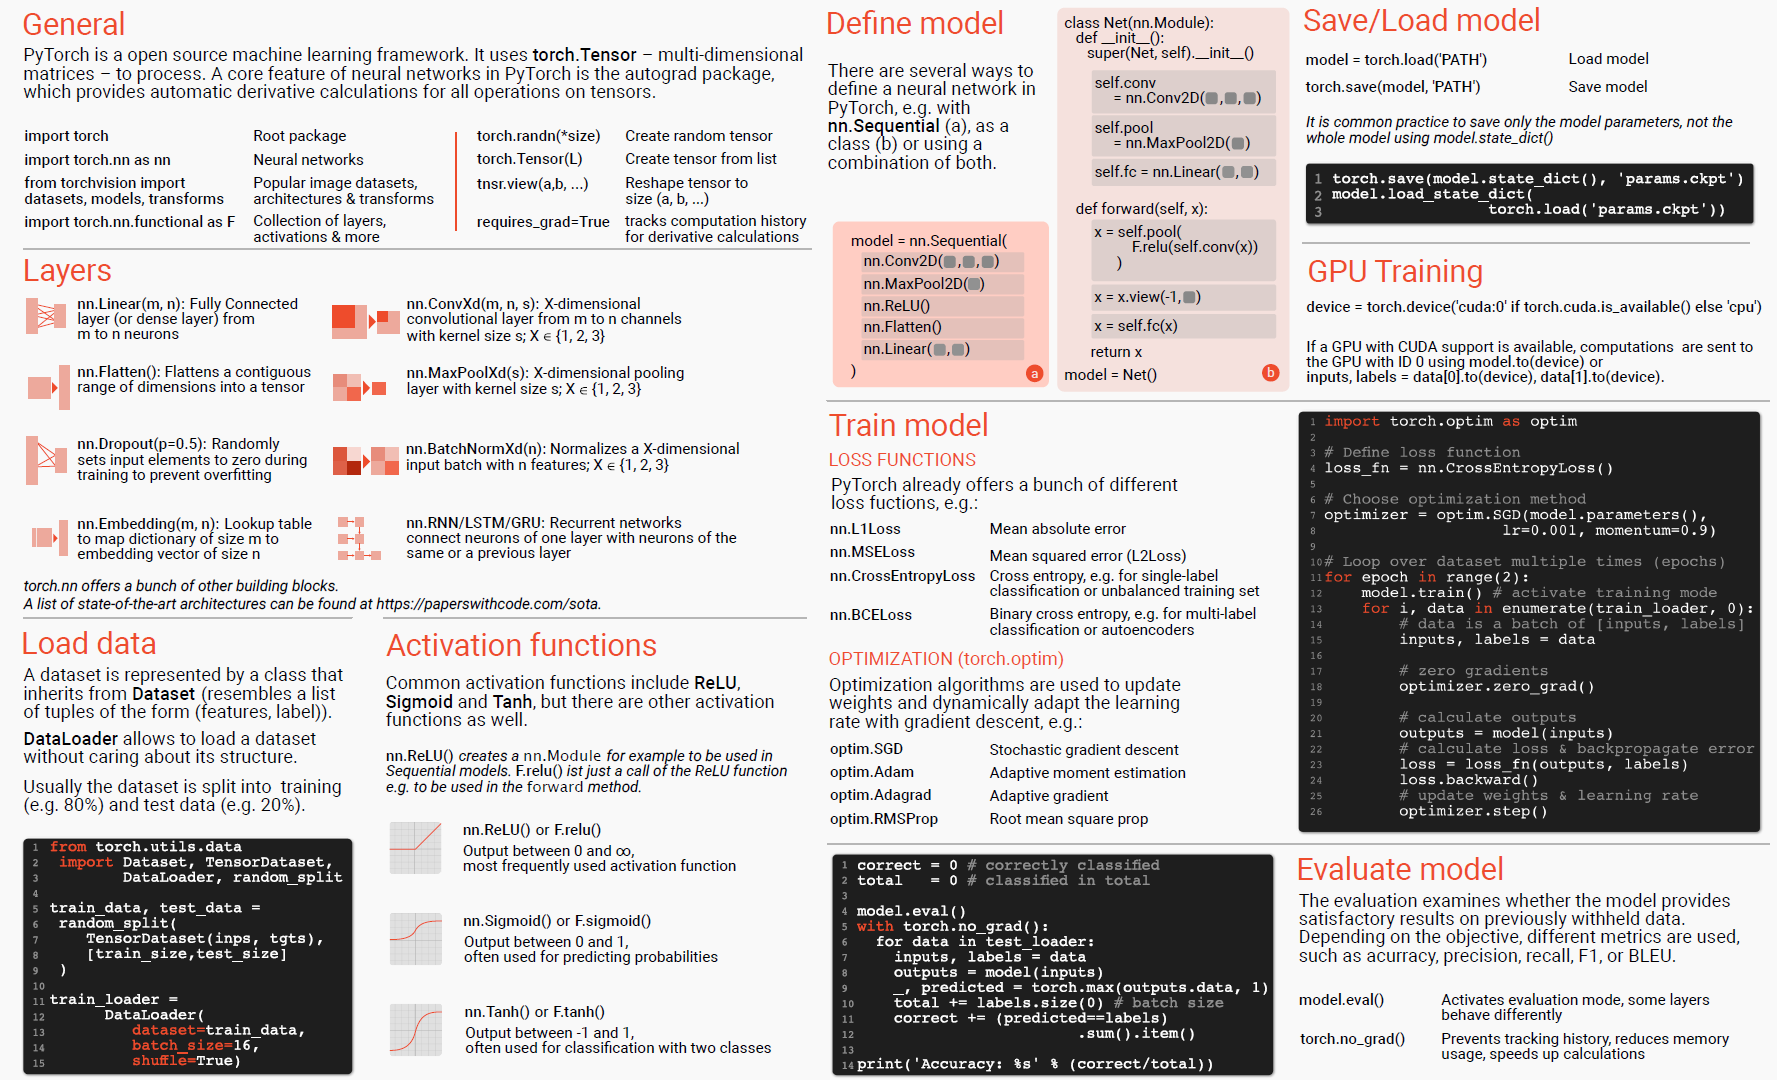 General
PyTorch is a open source machine learning framework. It uses torch.Tensor – multi-dimensional
matrices – to process. A core feature of neural networks in PyTorch is the autograd package,
which provides automatic derivative calculations for all operations on tensors.
import torch Root package
import torch.nn as nn Neural networks
from torchvision import Popular image datasets,
datasets, models, transforms architectures & transforms
import torch.nn.functional as F Collection of layers,
activations & more
torch.randn(*size) Create random tensor
torch.Tensor(L) Create tensor from list
tnsr.view(a,b, ...) Reshape tensor to
size (a, b, ...)
requires_grad=True tracks computation history
for derivative calculations
Layers
nn.Linear(m, n): Fully Connected
layer (or dense layer) from
m to n neurons
nn.ConvXd(m, n, s): X-dimensional
convolutional layer from m to n channels
with kernel size s; X ∈ {1, 2, 3}
nn.Flatten(): Flattens a contiguous
range of dimensions into a tensor
nn.MaxPoolXd(s): X-dimensional pooling
layer with kernel size s; X ∈ {1, 2, 3}
nn.Dropout(p=0.5): Randomly
sets input elements to zero during
training to prevent overfitting
nn.BatchNormXd(n): Normalizes a X-dimensional
input batch with n features; X ∈ {1, 2, 3}
nn.Embedding(m, n): Lookup table
to map dictionary of size m to
embedding vector of size n
nn.RNN/LSTM/GRU: Recurrent networks
connect neurons of one layer with neurons of the
same or a previous layer
torch.nn offers a bunch of other building blocks.
A list of state-of-the-art architectures can be found at https://paperswithcode.com/sota.
Load data
A dataset is represented by a class that
inherits from Dataset (resembles a list
of tuples of the form (features, label)).
DataLoader allows to load a dataset
without caring about its structure.
Usually the dataset is split into training
(e.g. 80%) and test data (e.g. 20%).
1 from torch.utils.data
2 import Dataset, TensorDataset,
3 DataLoader, random_split
4
5 train_data, test_data =
6 random_split(
7 TensorDataset(inps, tgts),
8 [train_size,test_size]
9 )
10
11 train_loader =
12 DataLoader(
13 dataset=train_data,
14 batch_size=16,
15 shuffle=True)
Activation functions
Common activation functions include ReLU,
Sigmoid and Tanh, but there are other activation
functions as well.
nn.ReLU() creates a nn.Module for example to be used in
Sequential models. F.relu() ist just a call of the ReLU function
e.g. to be used in the forward method.
nn.ReLU() or F.relu()
Output between 0 and ∞,
most frequently used activation function
nn.Sigmoid() or F.sigmoid()
Output between 0 and 1,
often used for predicting probabilities
nn.Tanh() or F.tanh()
Output between -1 and 1,
often used for classification with two classes
Define model
There are several ways to
define a neural network in
PyTorch, e.g. with
nn.Sequential (a), as a
class (b) or using a
combination of both.
model = nn.Sequential(
nn.Conv2D( , , )
nn.MaxPool2D( )
nn.ReLU()
nn.Flatten()
nn.Linear( , )
)
a
class Net(nn.Module):
def __init__():
super(Net, self).__init__()
self.conv
= nn.Conv2D( , , )
self.pool
= nn.MaxPool2D( )
self.fc = nn.Linear( , )
def forward(self, x):
x = self.pool(
F.relu(self.conv(x))
)
x = x.view(-1, )
x = self.fc(x)
return x
model = Net()
b
Save/Load model
model = torch.load('PATH') Load model
torch.save(model, 'PATH') Save model
It is common practice to save only the model parameters, not the
whole model using model.state_dict()
1 torch.save(model.state_dict(), 'params.ckpt')
2 model.load_state_dict(
3 torch.load('params.ckpt'))
GPU Training
device = torch.device('cuda:0' if torch.cuda.is_available() else 'cpu')
If a GPU with CUDA support is available, computations are sent to
the GPU with ID 0 using model.to(device) or
inputs, labels = data[0].to(device), data[1].to(device).
Train model
LOSS FUNCTIONS
PyTorch already offers a bunch of different
loss fuctions, e.g.:
nn.L1Loss Mean absolute error
nn.MSELoss Mean squared error (L2Loss)
nn.CrossEntropyLoss Cross entropy, e.g. for single-label
classification or unbalanced training set
nn.BCELoss Binary cross entropy, e.g. for multi-label
classification or autoencoders
OPTIMIZATION (torch.optim)
Optimization algorithms are used to update
weights and dynamically adapt the learning
rate with gradient descent, e.g.:
optim.SGD Stochastic gradient descent
optim.Adam Adaptive moment estimation
optim.Adagrad Adaptive gradient
optim.RMSProp Root mean square prop
1 import torch.optim as optim
2
3 # Define loss function
4 loss_fn = nn.CrossEntropyLoss()
5
6 # Choose optimization method
7 optimizer = optim.SGD(model.parameters(),
8 lr=0.001, momentum=0.9)
9
10 # Loop over dataset multiple times (epochs)
11 for epoch in range(2):
12 model.train() # activate training mode
13 for i, data in enumerate(train_loader, 0):
14 # data is a batch of [inputs, labels]
15 inputs, labels = data
16
17 # zero gradients
18 optimizer.zero_grad()
19
20 # calculate outputs
21 outputs = model(inputs)
22 # calculate loss & backpropagate error
23 loss = loss_fn(outputs, labels)
24 loss.backward()
25 # update weights & learning rate
26 optimizer.step()
1 correct = 0 # correctly classified
2 total = 0 # classified in total
3
4 model.eval()
5 with torch.no_grad():
6 for data in test_loader:
7 inputs, labels = data
8 outputs = model(inputs)
9 _, predicted = torch.max(outputs.data, 1)
10 total += labels.size(0) # batch size
11 correct += (predicted==labels)
12 .sum().item()
13
14 print('Accuracy: %s' % (correct/total))
Evaluate model
The evaluation examines whether the model provides
satisfactory results on previously withheld data.
Depending on the objective, different metrics are used,
such as acurracy, precision, recall, F1, or BLEU.
model.eval() Activates evaluation mode, some layers
behave differently
torch.no_grad() Prevents tracking history, reduces memory
usage, speeds up calculations